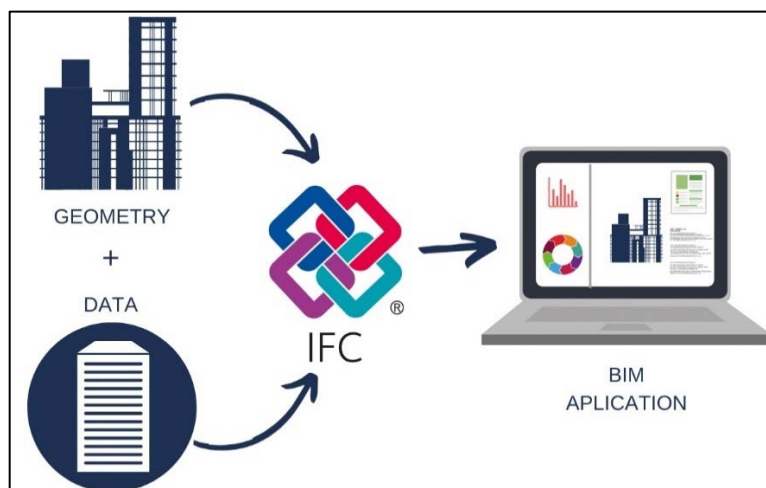 GEOMETRY
+
DATA
®
IFC
BIM
APLICATION